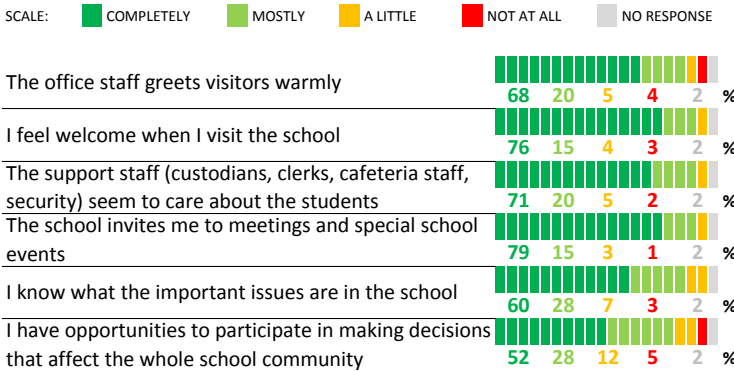 SCALE: COMPLETELY MOSTLY A LITTLE NOT AT ALL NO RESPONSE
The office staff greets visitors warmly
68 20 5 4 2 %
I feel welcome when I visit the school
76 15 4 3 2 %
The support staff (custodians, clerks, cafeteria staff,
security) seem to care about the students
71 20 5 2 2 %
The school invites me to meetings and special school
events
79 15 3 1 2 %
I know what the important issues are in the school
60 28 7 3 2 %
I have opportunities to participate in making decisions
that affect the whole school community
52 28 12 5 2 %